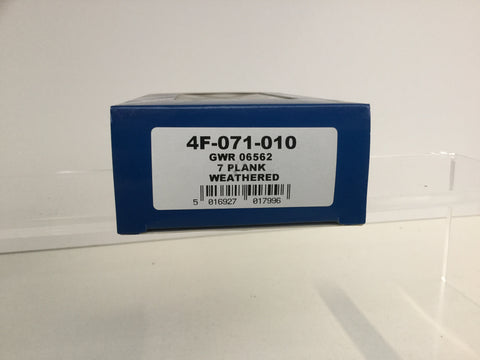 4F-071-010
GWR 06562
7 PLANK
WEATHERED
5 016927 017996